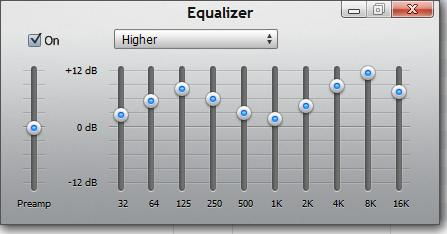 Equalizer
On
Higher
+12 dB
0 dB
-12 dB
Preamp 32 64 125 250 500 1K 2K 4K 8K 16K